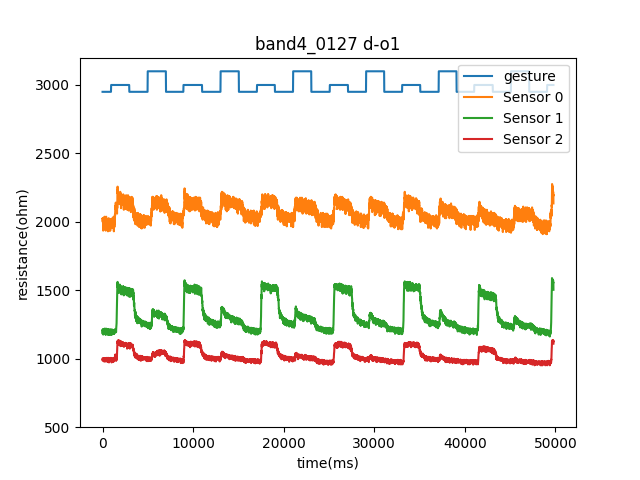 band4_0127 d-o1
gesture
Sensor 0
Sensor 1
Sensor 2
resistance(ohm)
3000
2500
2000
1500
1000
500
0
10000
20000
30000
40000
50000
time(ms)